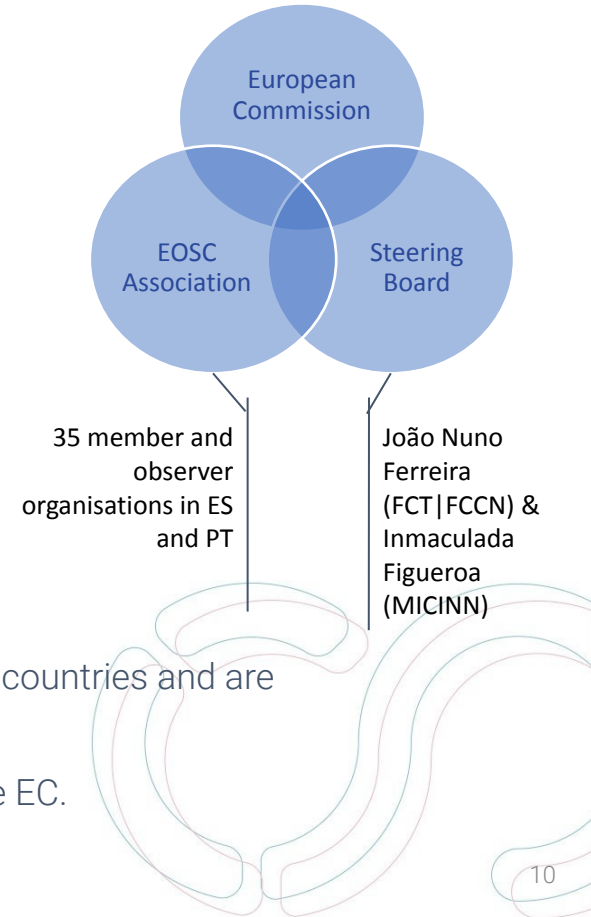 European
Commission
EOSC
Association
Steering
Board
35 member and
observer
organisations in ES
and PT
João Nuno
Ferreira
(FCT|FCCN) &
Inmaculada
Figueroa
(MICINN)
countries and are
e EC.
10